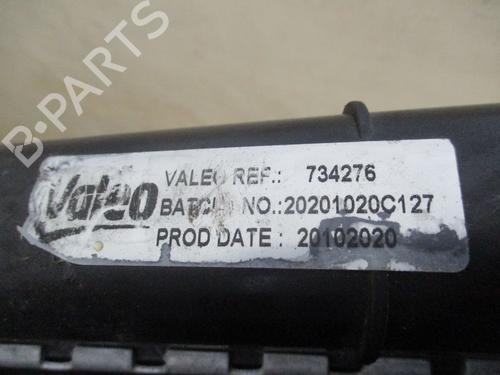 B-PARTS
Valeo
VALEO REF.: 734276
BATCH NO.:20201020C127
PROD DATE : 20102020